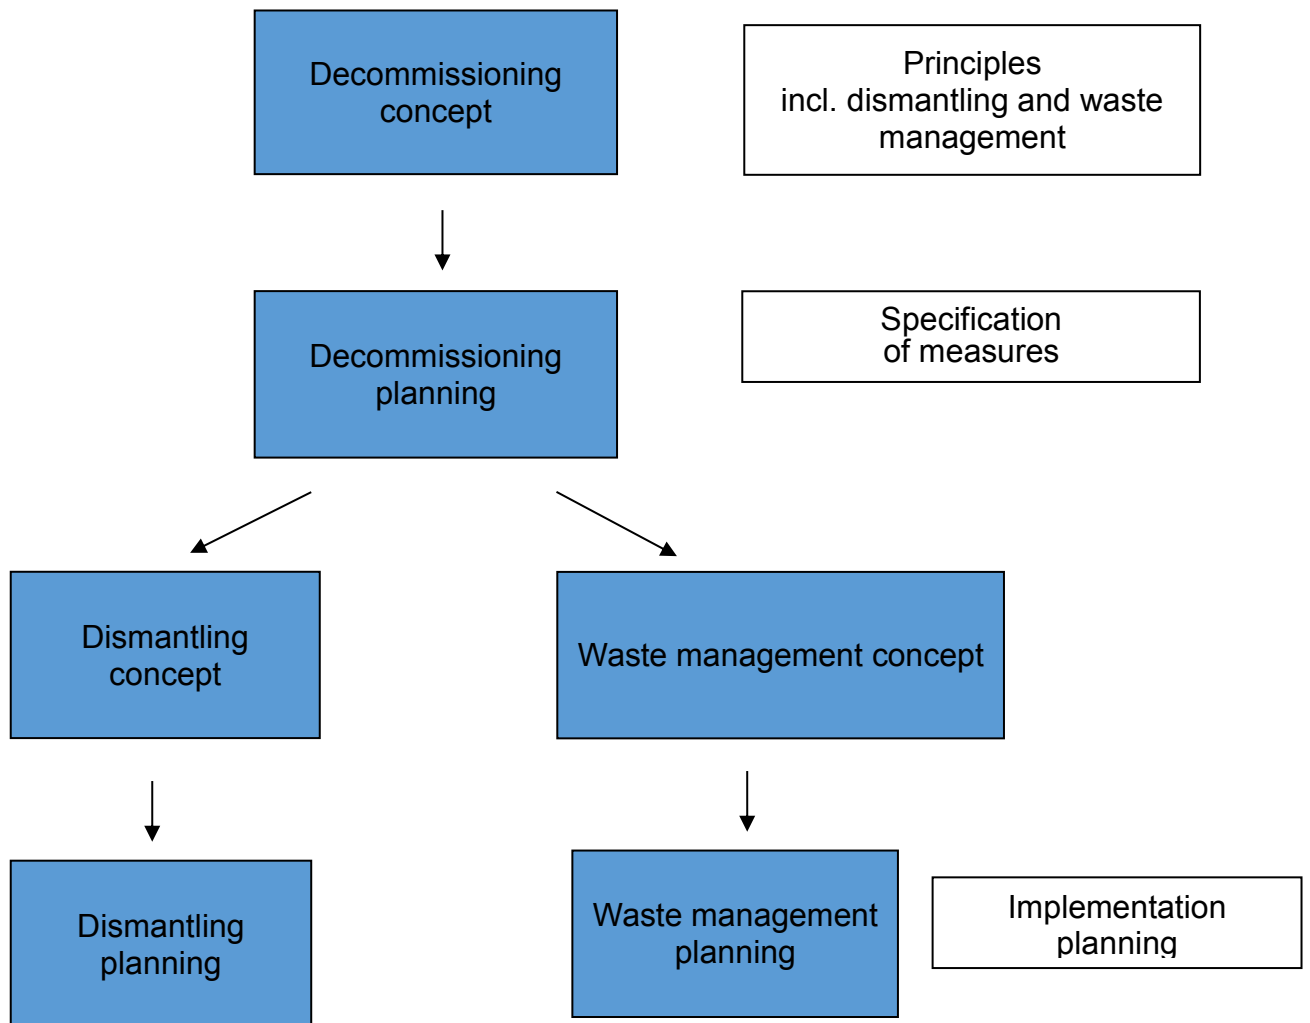 Decommissioning
concept
Principles
incl. dismantling and waste
management
Decommissioning
planning
Specification
of measures
Dismantling
concept
Waste management concept
Dismantling
planning
Waste management
planning
Implementation
planning